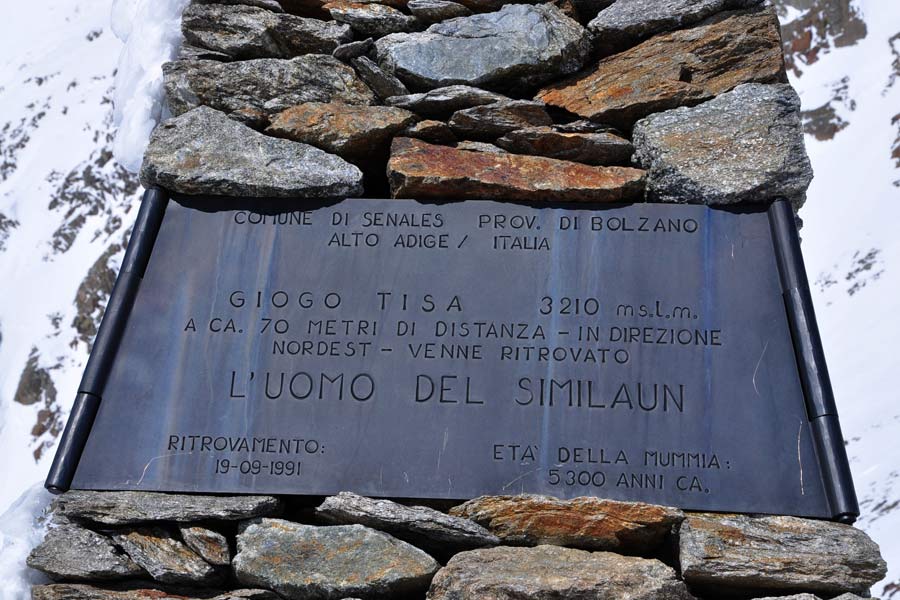 COMUNE DI SENALES PROV. DI BOLZANO
ALTO ADIGE / ITALIA
GIOGO TISA 3210 m s.l.m.
A CA. 70 METRI DI DISTANZA - IN DIREZIONE
NORDEST - VENNE RITROVATO
L'UOMO DEL SIMILAUN
RITROVAMENTO: ETA' DELLA MUMMIA:
19-09-1991 5300 ANNI CA.